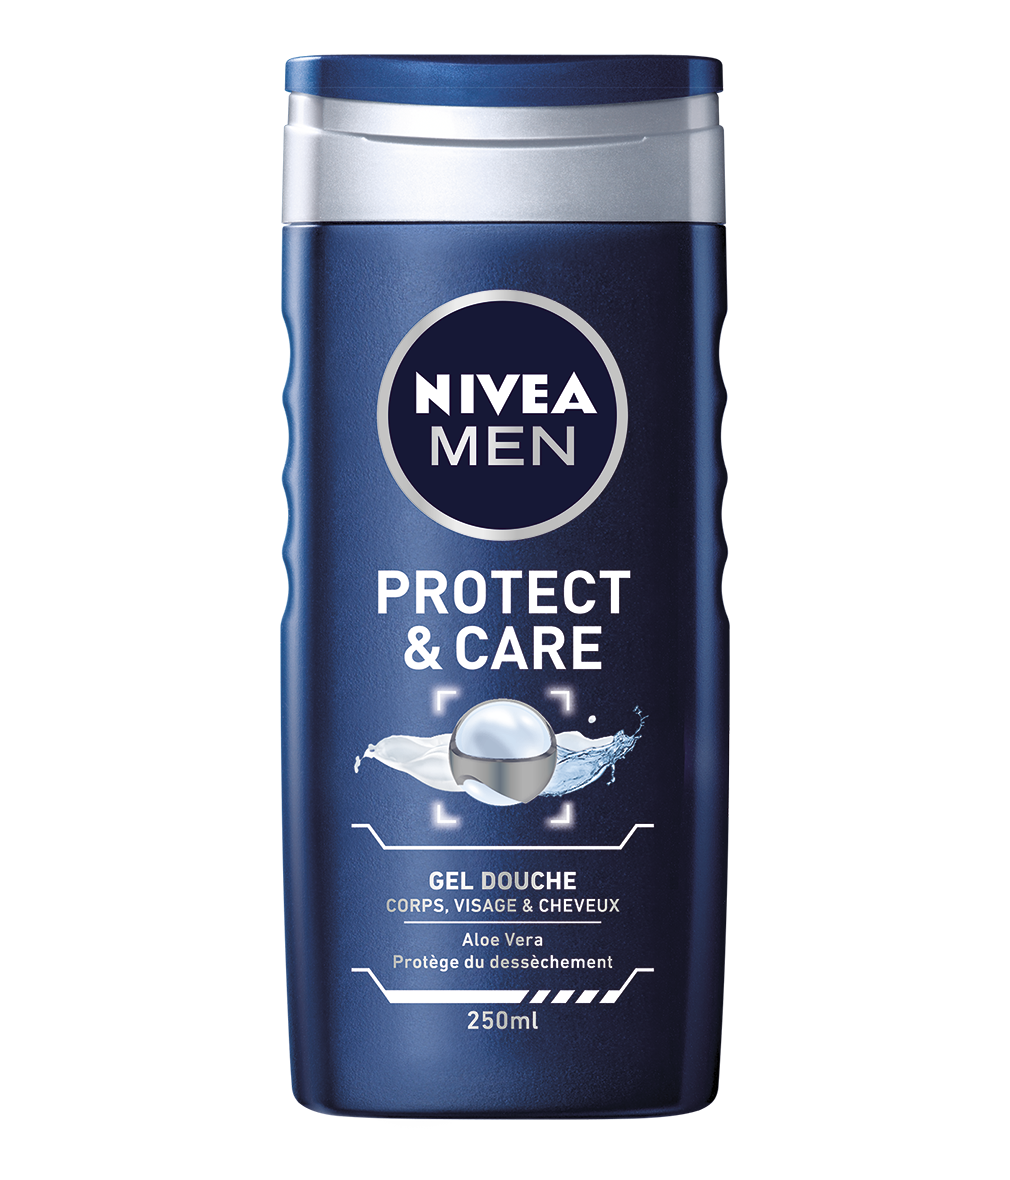 NIVEA
MEN
PROTECT
& CARE
GEL DOUCHE
CORPS, VISAGE & CHEVEUX
Aloe Vera
Protège du dessèchement
250ml